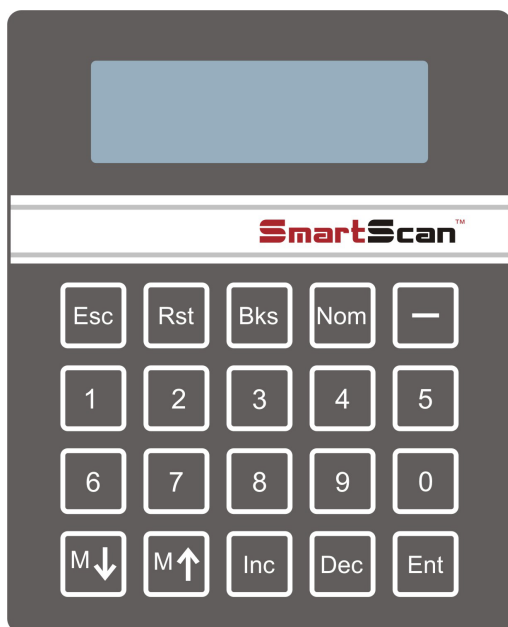 SmartScan™
Esc Rst Bks Nom —
1 2 3 4 5
6 7 8 9 0
M↓ M↑ Inc Dec Ent